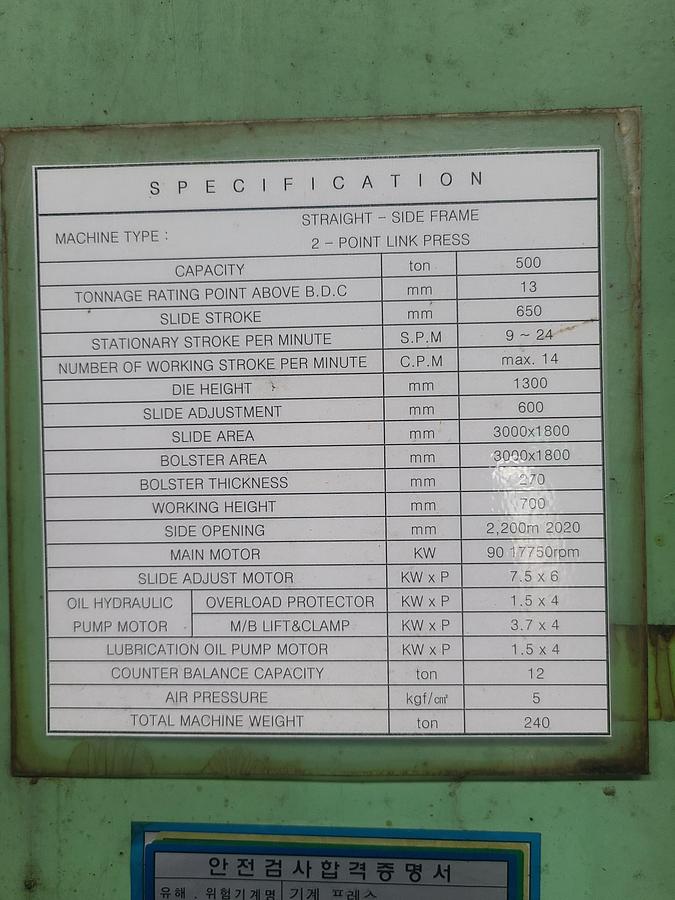 SPECIFICATION
MACHINE TYPE : STRAIGHT - SIDE FRAME
2 - POINT LINK PRESS
CAPACITY ton 500
TONNAGE RATING POINT ABOVE B.D.C mm 13
SLIDE STROKE mm 650
STATIONARY STROKE PER MINUTE S.P.M 9 ~ 24
NUMBER OF WORKING STROKE PER MINUTE C.P.M max. 14
DIE HEIGHT mm 1300
SLIDE ADJUSTMENT mm 600
SLIDE AREA mm 3000x1800
BOLSTER AREA mm 3000x1800
BOLSTER THICKNESS mm 270
WORKING HEIGHT mm 700
SIDE OPENING mm 2,200m 2020
MAIN MOTOR KW 90 17750rpm
SLIDE ADJUST MOTOR KW x P 7.5 x 6
OIL HYDRAULIC OVERLOAD PROTECTOR KW x P 1.5 x 4
PUMP MOTOR M/B LIFT&CLAMP KW x P 3.7 x 4
LUBRICATION OIL PUMP MOTOR KW x P 1.5 x 4
COUNTER BALANCE CAPACITY ton 12
AIR PRESSURE kgf/㎠ 5
TOTAL MACHINE WEIGHT ton 240
안전검사합격증명서
유해 . 위험기계명 기계 프레스